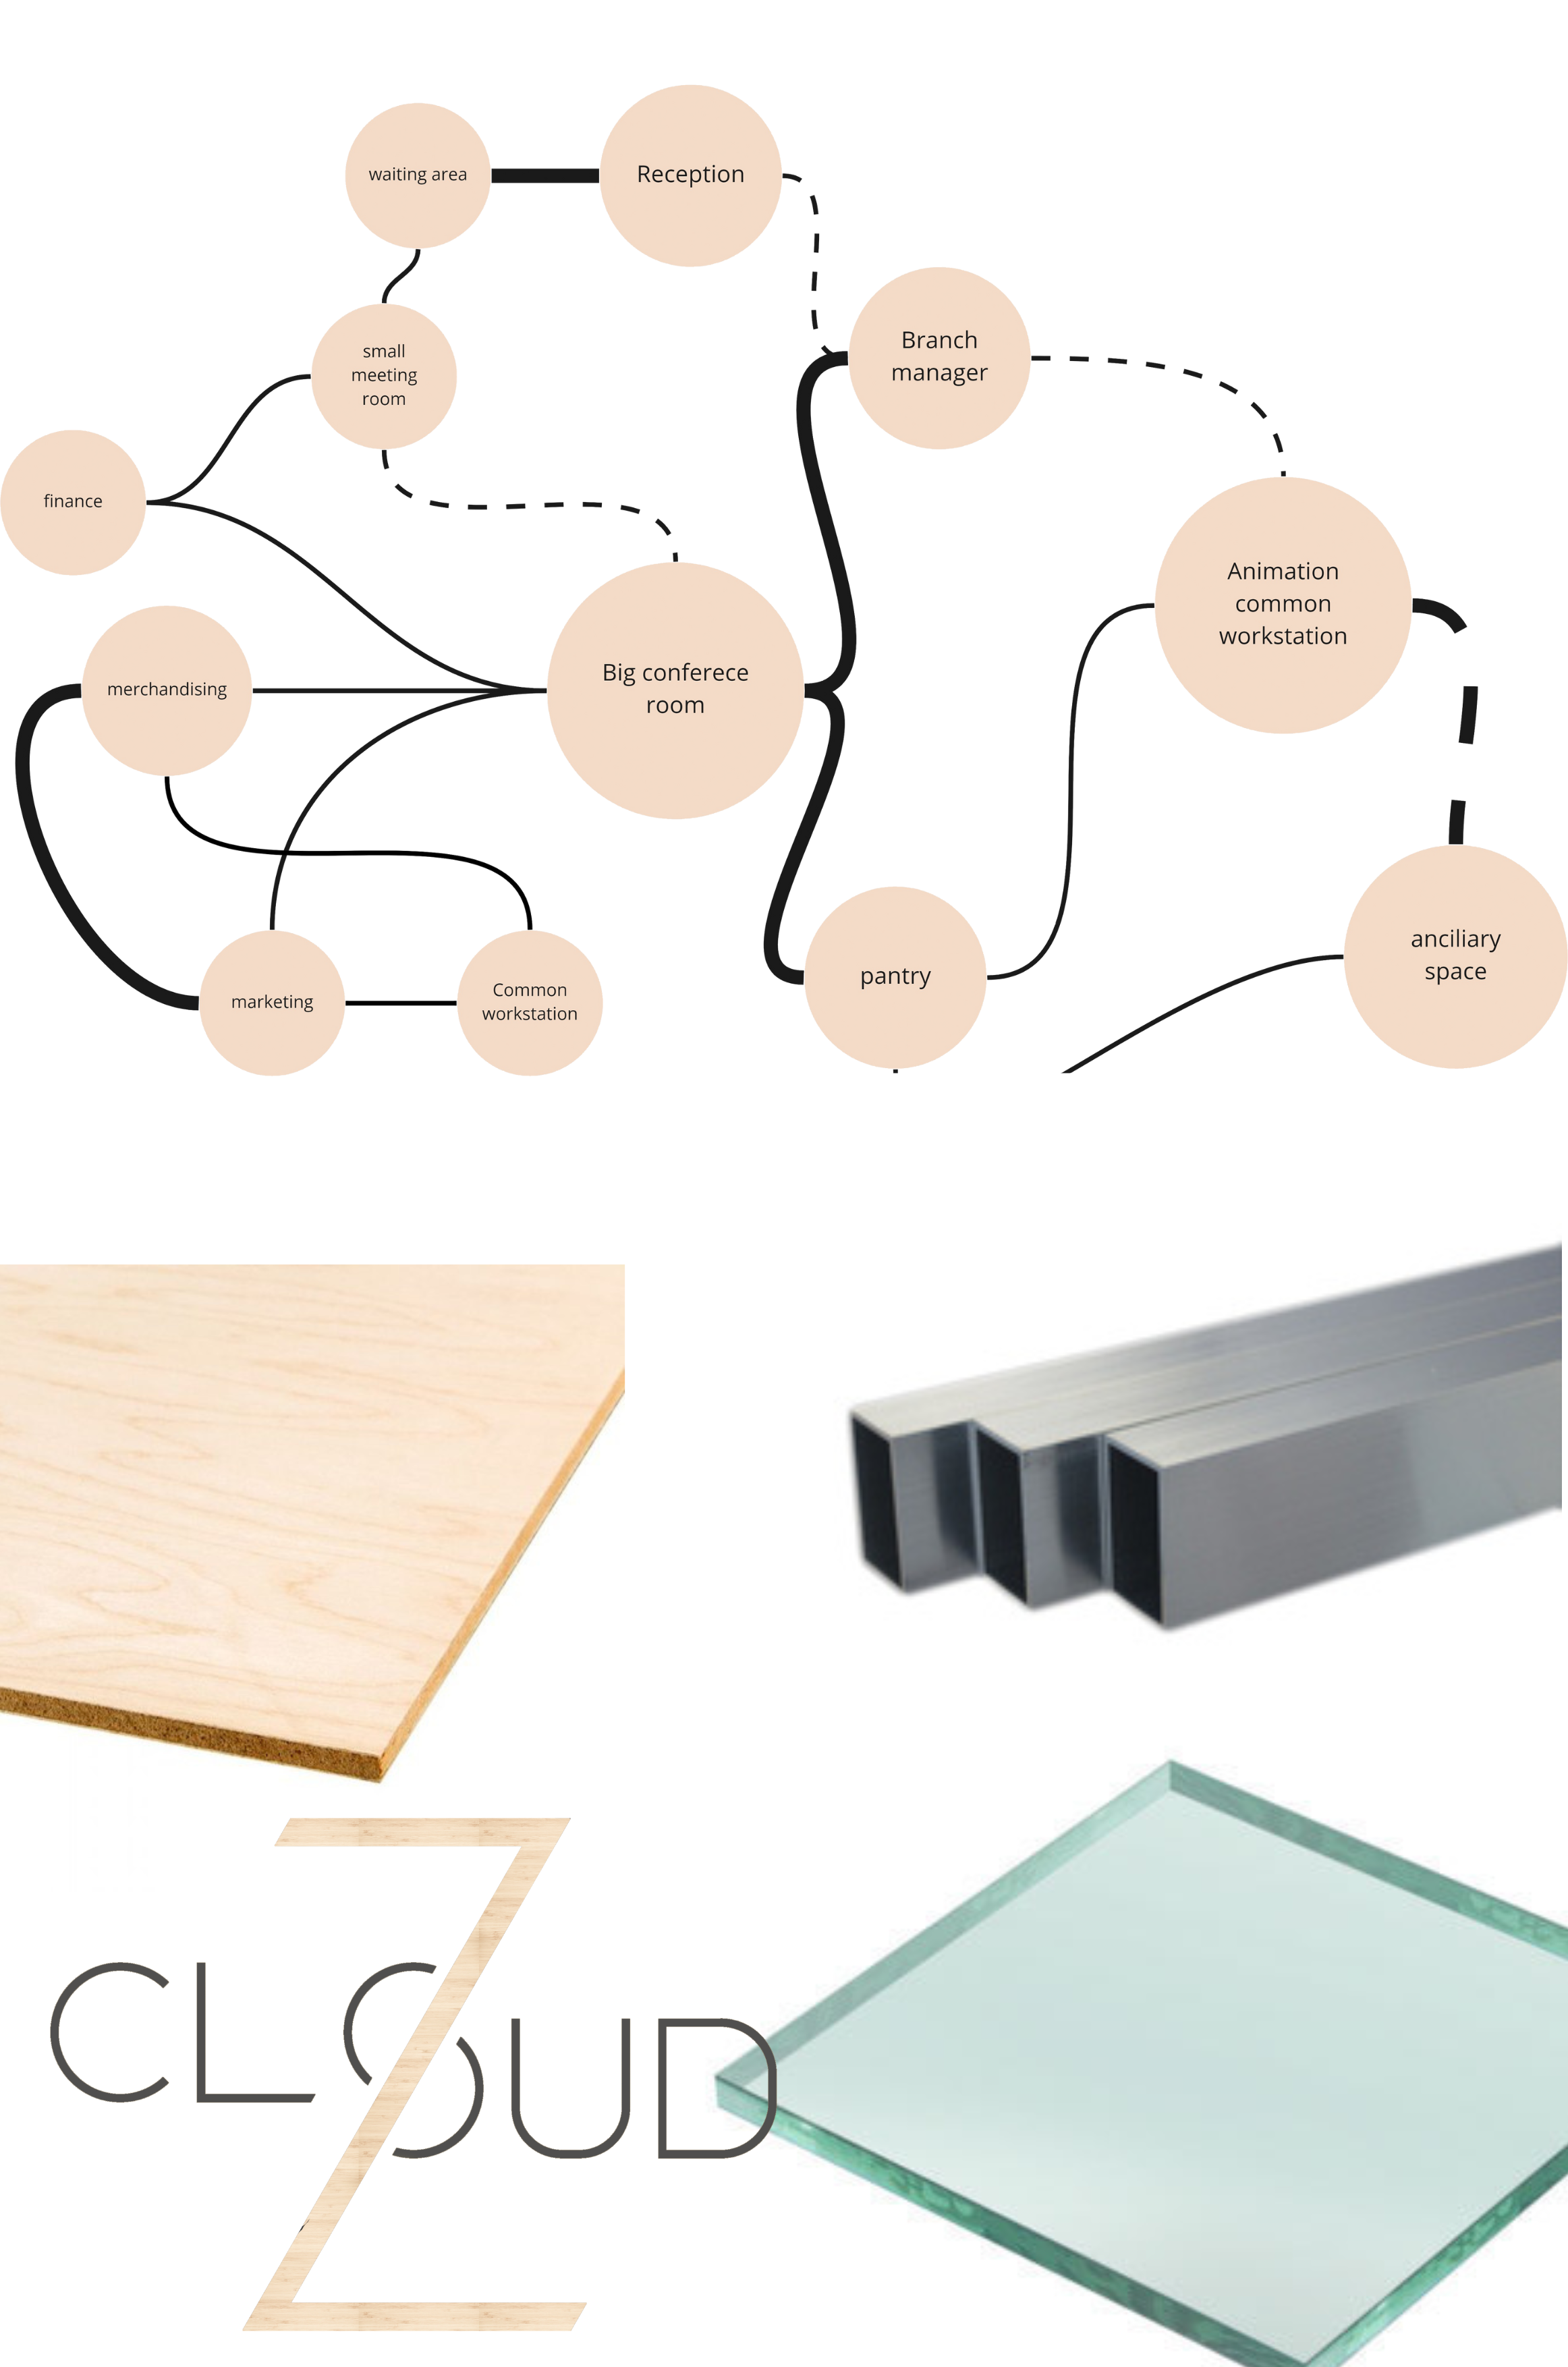 waiting area
Reception
Branch
manager
small
meeting
room
finance
Animation
common
workstation
Big conferece
room
merchandising
anciliary
space
pantry
marketing
Common
workstation
CLOUD
Z